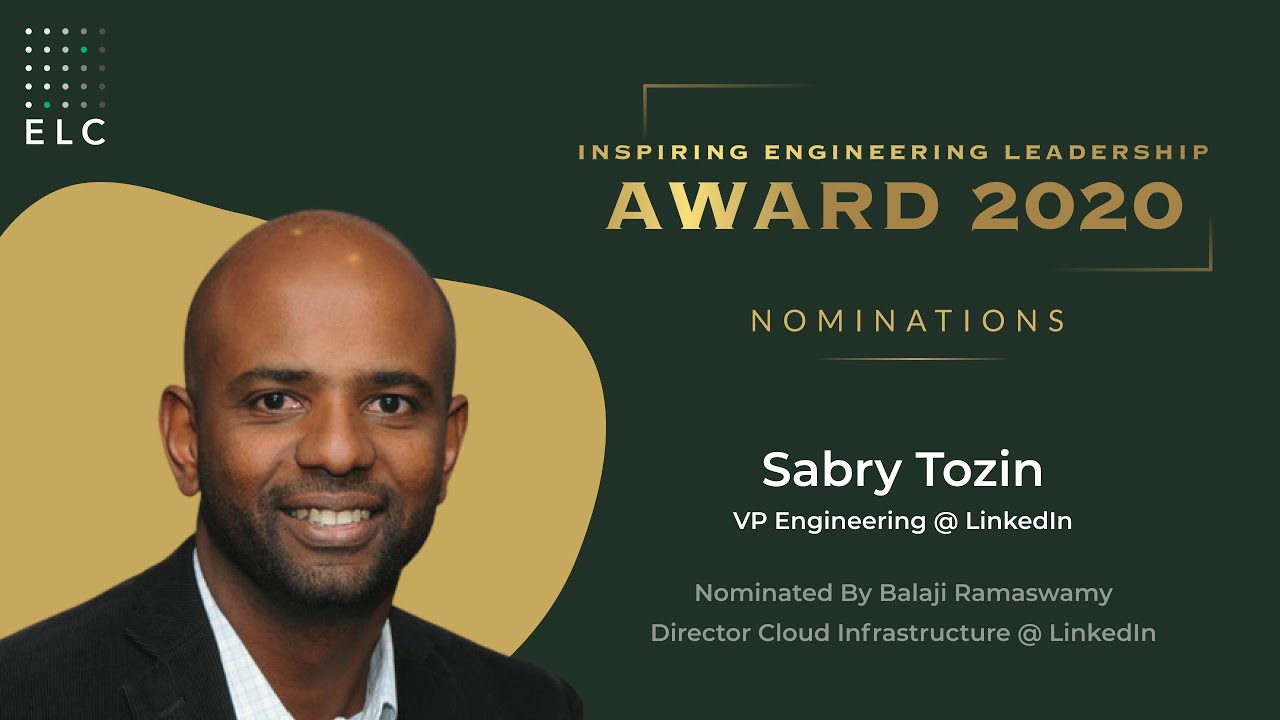 ELC
INSPIRING ENGINEERING LEADERSHIP
AWARD 2020
NOMINATIONS
Sabry Tozin
VP Engineering @ LinkedIn
Nominated By Balaji Ramaswamy
Director Cloud Infrastructure @ LinkedIn